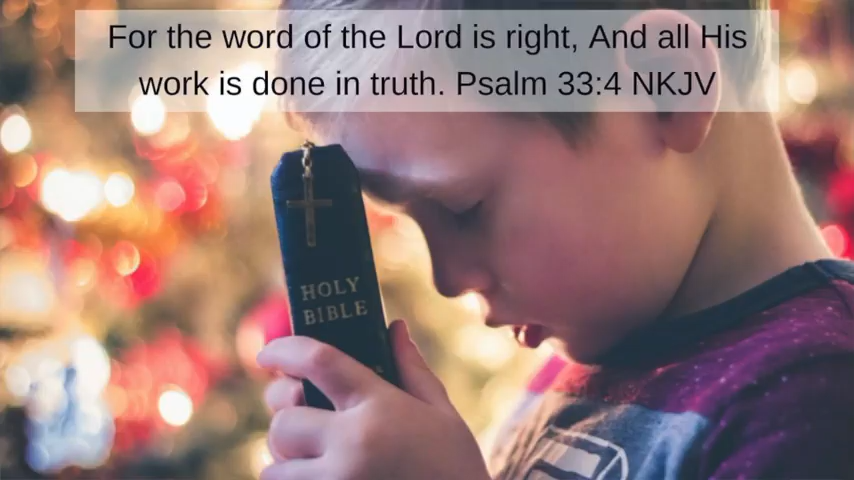 For the word of the Lord is right, And all His
work is done in truth. Psalm 33:4 NKJV
HOLY
BIBLE